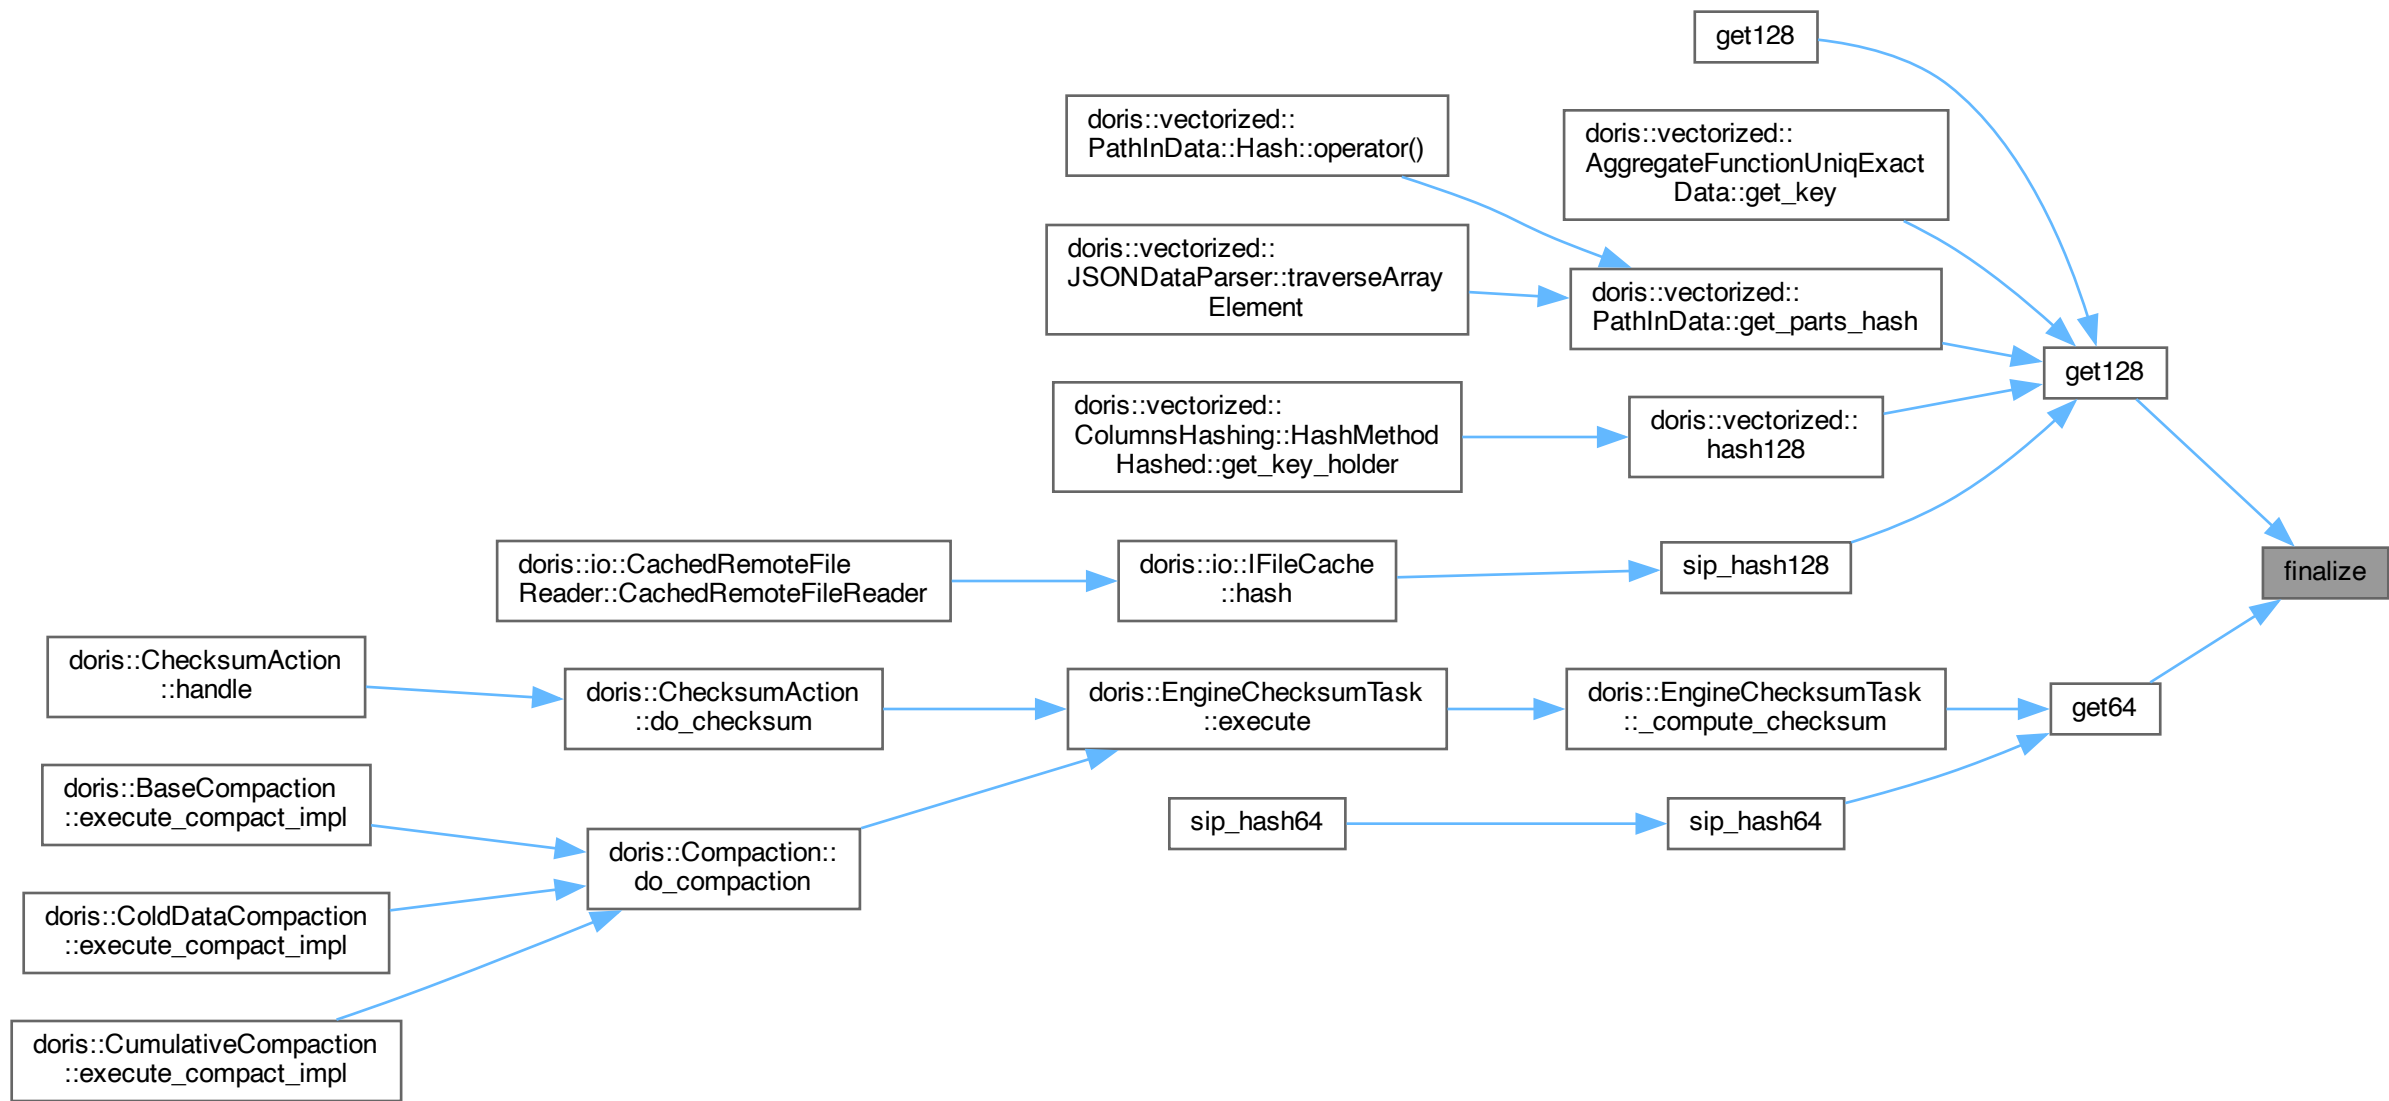 get128
doris::vectorized::
PathInData::Hash::operator()
doris::vectorized::
AggregateFunctionUniqExact
Data::get_key
doris::vectorized::
JSONDataParser::traverseArray
Element
doris::vectorized::
PathInData::get_parts_hash
get128
doris::vectorized::
ColumnsHashing::HashMethod
Hashed::get_key_holder
doris::vectorized::
hash128
doris::io::CachedRemoteFile
Reader::CachedRemoteFileReader
doris::io::IFileCache
::hash
sip_hash128
finalize
doris::ChecksumAction
::handle
doris::ChecksumAction
::do_checksum
doris::EngineChecksumTask
::execute
doris::EngineChecksumTask
::_compute_checksum
get64
doris::BaseCompaction
::execute_compact_impl
sip_hash64
sip_hash64
doris::Compaction::
do_compaction
doris::ColdDataCompaction
::execute_compact_impl
doris::CumulativeCompaction
::execute_compact_impl